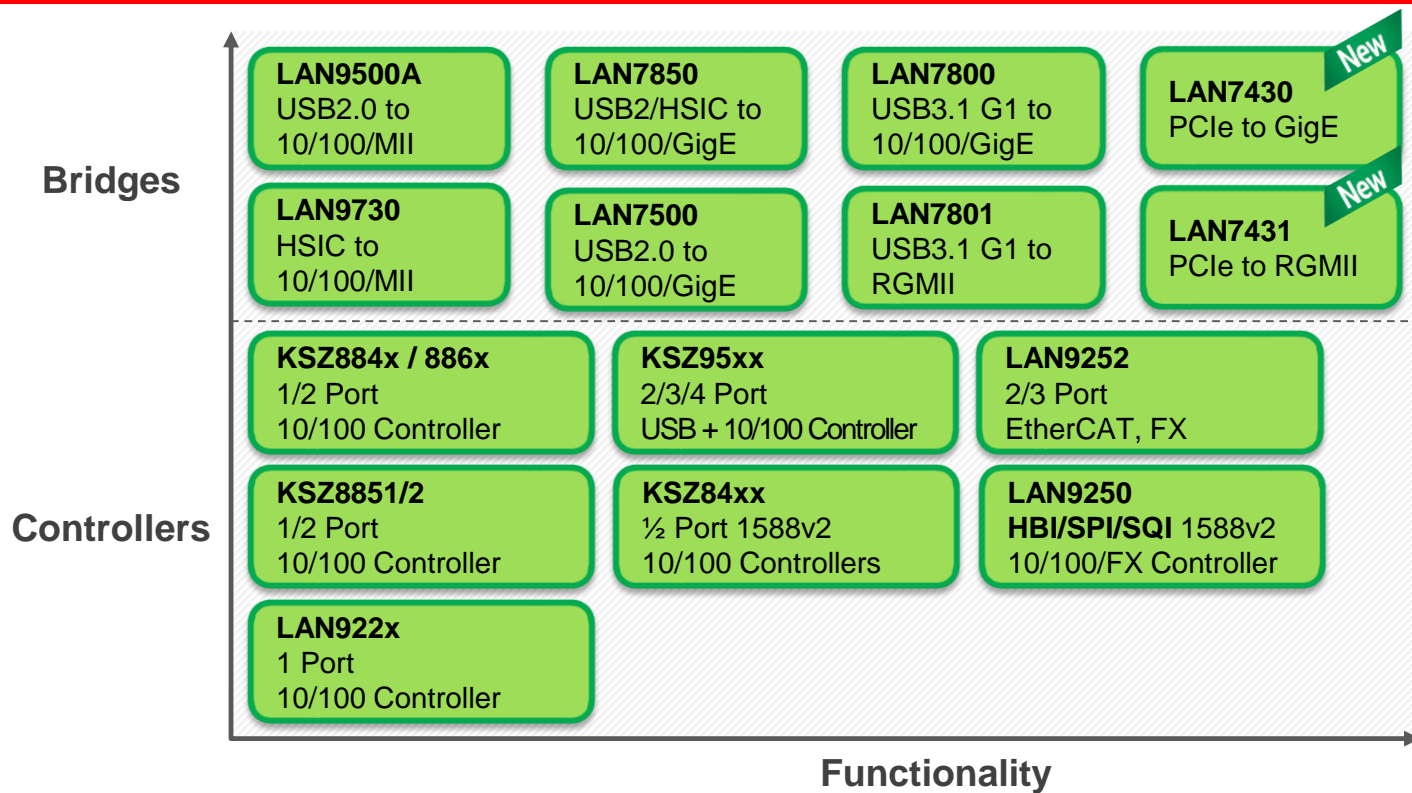 Bridges
LAN9500A
USB2.0 to
10/100/MII
LAN7850
USB2/HSIC to
10/100/GigE
LAN7800
USB3.1 G1 to
10/100/GigE
New
LAN7430
PCIe to GigE
LAN9730
HSIC to
10/100/MII
LAN7500
USB2.0 to
10/100/GigE
LAN7801
USB3.1 G1 to
RGMII
New
LAN7431
PCIe to RGMII
Controllers
KSZ884x / 886x
1/2 Port
10/100 Controller
KSZ95xx
2/3/4 Port
USB + 10/100 Controller
LAN9252
2/3 Port
EtherCAT, FX
KSZ8851/2
1/2 Port
10/100 Controller
KSZ84xx
½ Port 1588v2
10/100 Controllers
LAN9250
HBI/SPI/SQI 1588v2
10/100/FX Controller
LAN922x
1 Port
10/100 Controller
Functionality